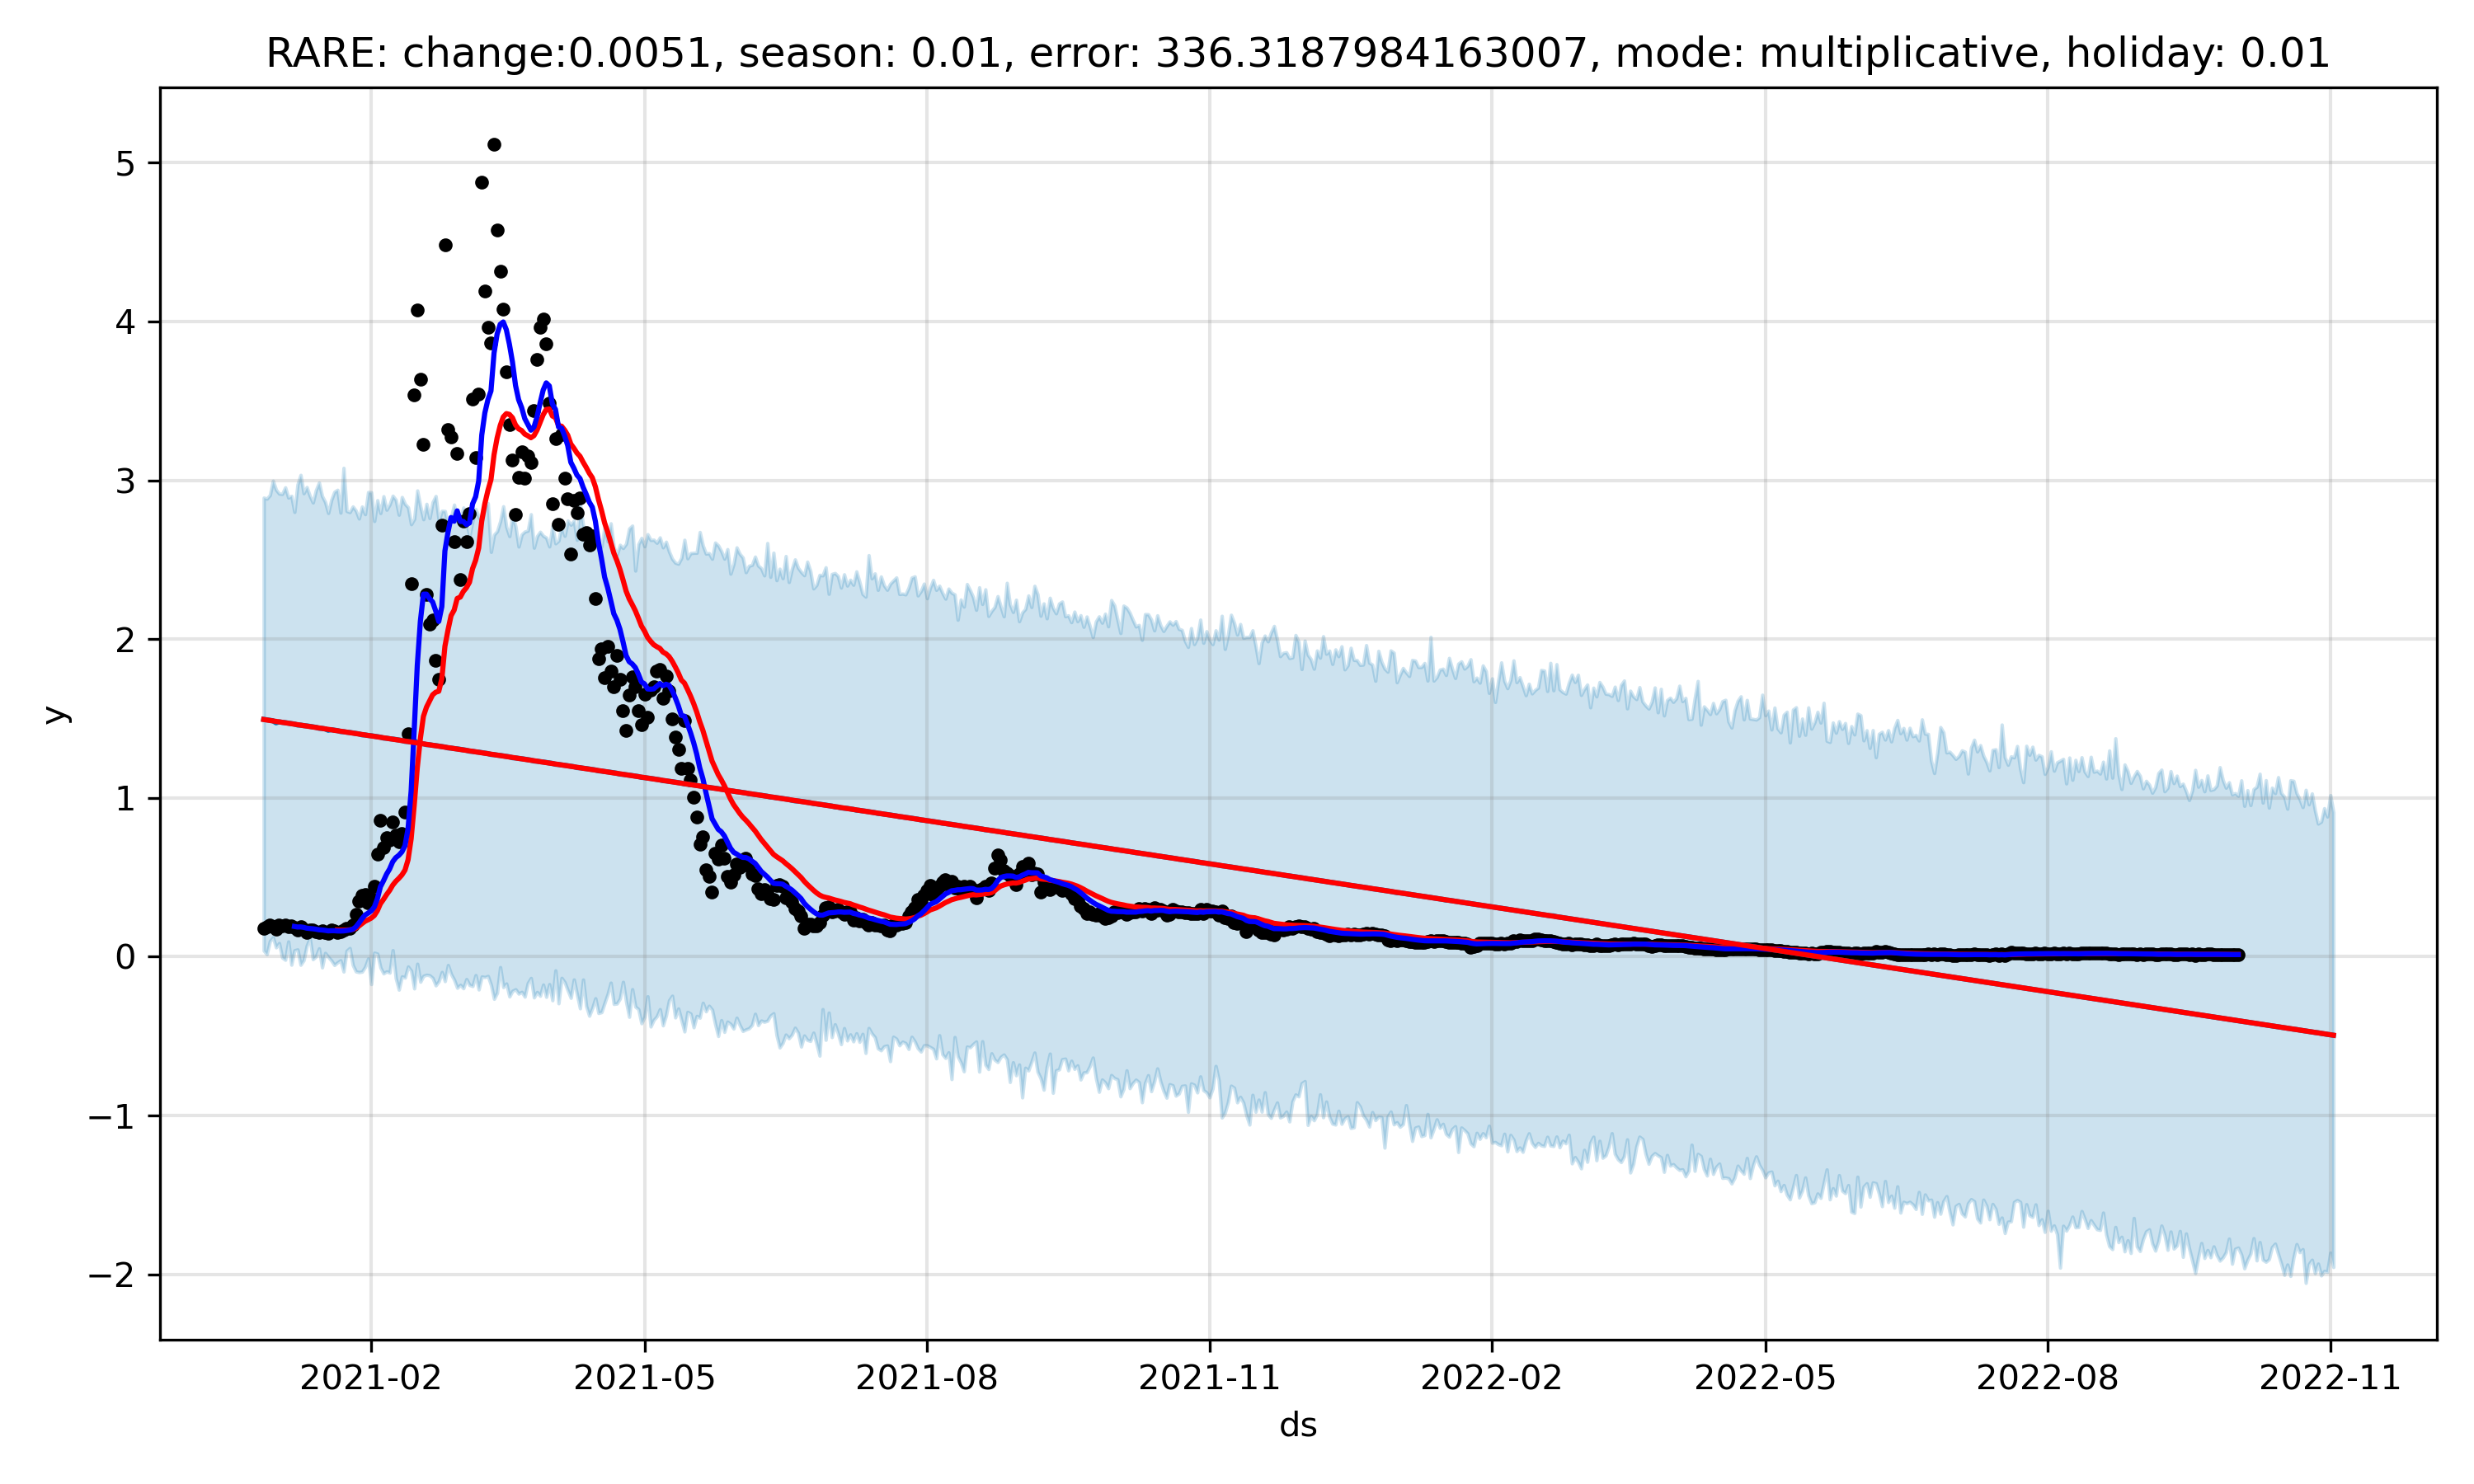 RARE: change:0.0051, season: 0.01, error: 336.3187984163007, mode: multiplicative, holiday: 0.01
5
4
3
2
1
0
−1
−2
y
2021-02 2021-05 2021-08 2021-11 2022-02 2022-05 2022-08 2022-11
ds